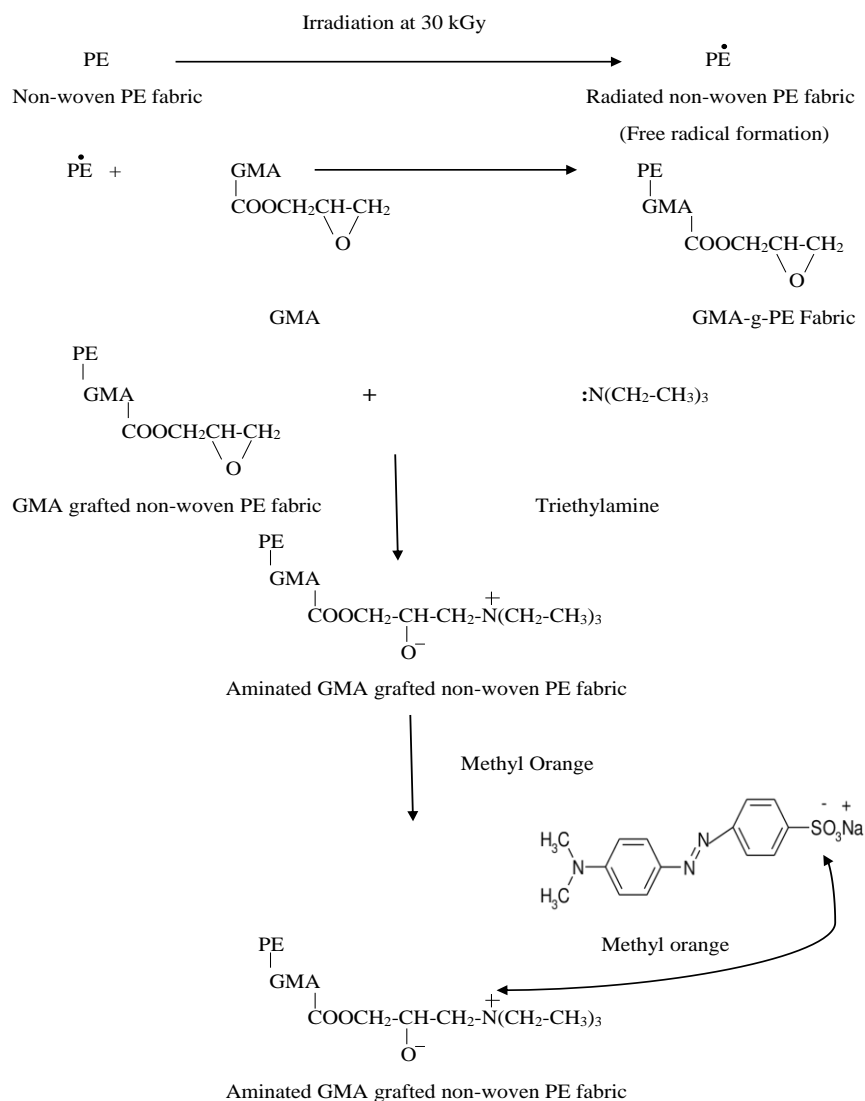 Irradiation at 30 kGy
PE PE•
Non-woven PE fabric Radiated non-woven PE fabric
(Free radical formation)
PE• + GMA PE
COOCH2CH-CH2 GMA
O COOCH2CH-CH2
O
GMA GMA-g-PE Fabric
PE
GMA + :N(CH2-CH3)3
COOCH2CH-CH2
O
GMA grafted non-woven PE fabric Triethylamine
PE
GMA +
COOCH2-CH-CH2-N(CH2-CH3)3
O−
Aminated GMA grafted non-woven PE fabric
Methyl Orange
- +
SO3Na
H3C N
N N
H3C
Methyl orange
PE
GMA +
COOCH2-CH-CH2-N(CH2-CH3)3
O−
Aminated GMA grafted non-woven PE fabric